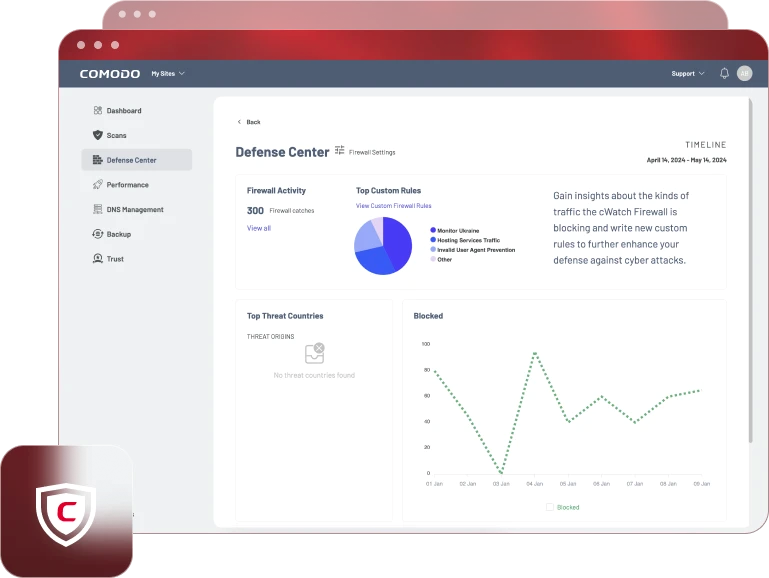 COMODO
My Sites
Support
AR
Dashboard
Scans
Defense Center
Performance
DNS Management
Backup
Trust
Back
Defense Center
Firewall Settings
TIMELINE
April 14, 2024 - May 14, 2024
Firewall Activity
300 Firewall catches
View all
Top Custom Rules
View Custom Firewall Rules
Monitor Ukraine
Hosting Services Traffic
Invalid User Agent Prevention
Other
Gain insights about the kinds of
traffic the cWatch Firewall is
blocking and write new custom
rules to further enhance your
defense against cyber attacks.
Top Threat Countries
THREAT ORIGINS
No threat countries found
Blocked
100
80
60
40
20
0
01 Jan 02 Jan 03 Jan 04 Jan 05 Jan 06 Jan 07 Jan 08 Jan 09 Jan
Blocked
C